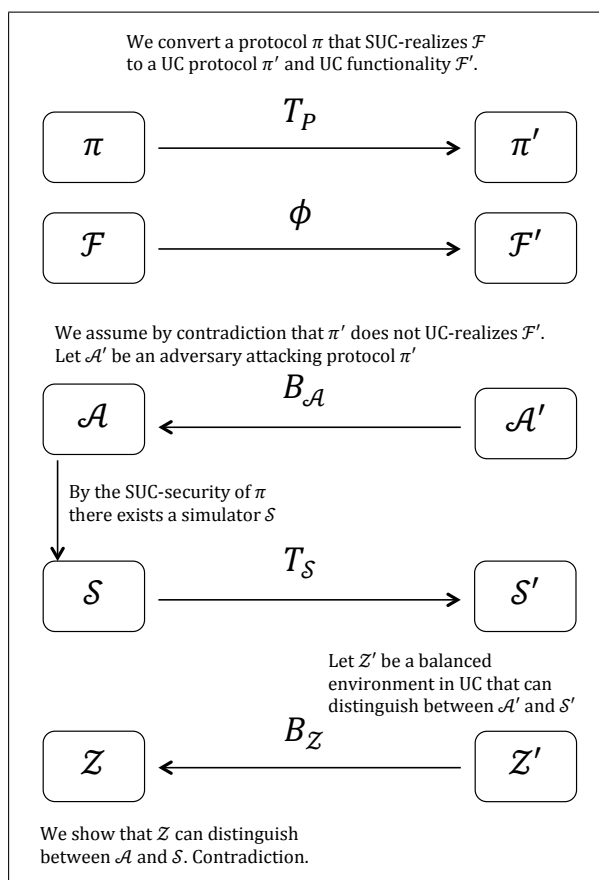 We convert a protocol π that SUC-realizes ℱ
to a UC protocol π′ and UC functionality ℱ′.
π T_P π′
ℱ ϕ ℱ′
We assume by contradiction that π′ does not UC-realizes ℱ′.
Let 𝒜′ be an adversary attacking protocol π′
𝒜 B_𝒜 𝒜′
By the SUC-security of π
there exists a simulator 𝒮
𝒮 T_𝒮 𝒮′
Let 𝒵′ be a balanced
environment in UC that can
distinguish between 𝒜′ and 𝒮′
𝒵 B_𝒵 𝒵′
We show that 𝒵 can distinguish
between 𝒜 and 𝒮. Contradiction.